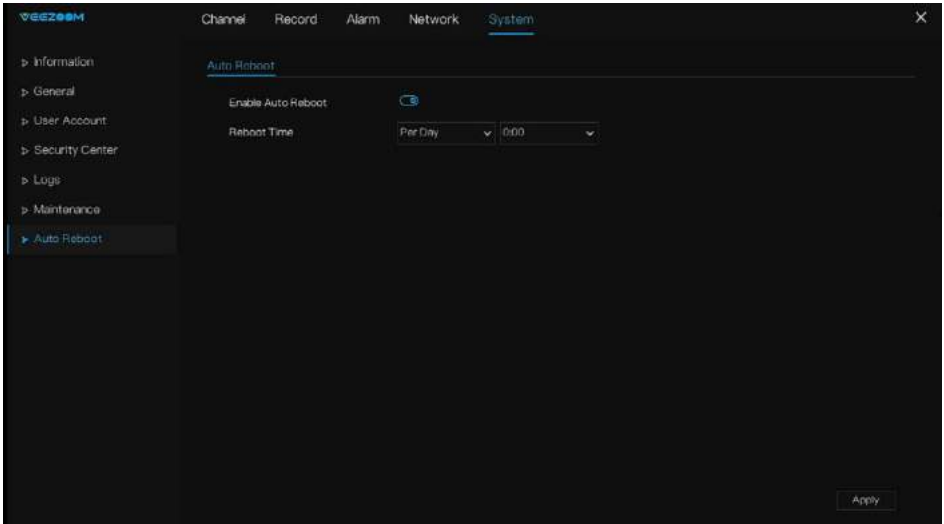 VEEZOOM Channel Record Alarm Network System X
Information
General
User Account
Security Center
Logs
Maintenance
Auto Reboot
Auto Reboot
Enable Auto Reboot
Reboot Time Per Day 0:00
Apply